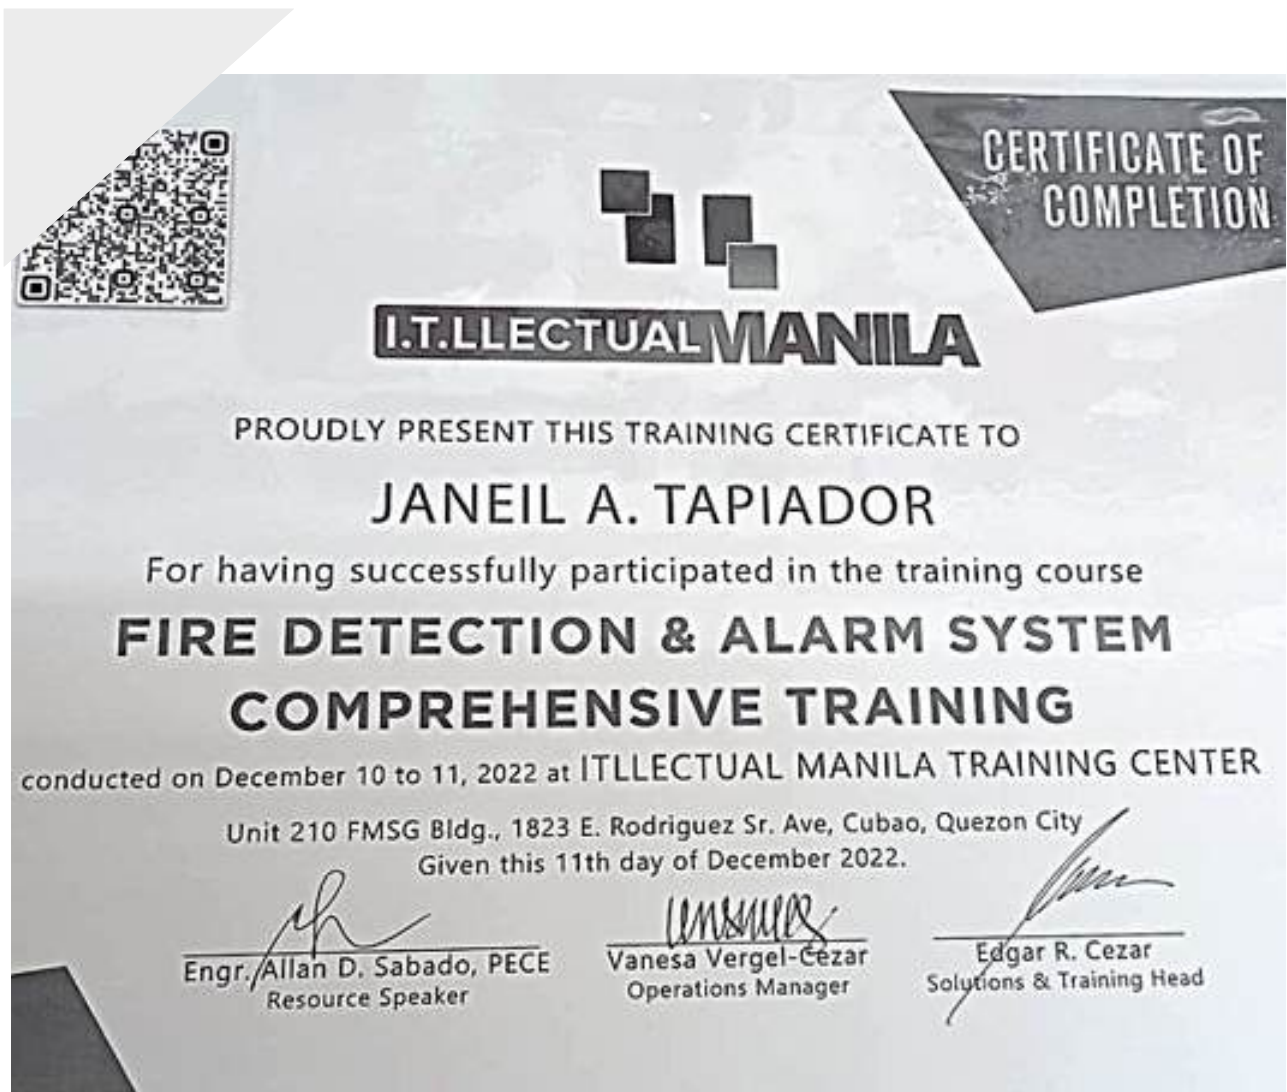 CERTIFICATE OF
COMPLETION
I.T.LLECTUAL MANILA
PROUDLY PRESENT THIS TRAINING CERTIFICATE TO
JANEIL A. TAPIADOR
For having successfully participated in the training course
FIRE DETECTION & ALARM SYSTEM
COMPREHENSIVE TRAINING
conducted on December 10 to 11, 2022 at ITLLECTUAL MANILA TRAINING CENTER
Unit 210 FMSG Bldg., 1823 E. Rodriguez Sr. Ave, Cubao, Quezon City
Given this 11th day of December 2022.
Engr. Allan D. Sabado, PECE
Resource Speaker
Vanesa Vergel-Cezar
Operations Manager
Edgar R. Cezar
Solutions & Training Head